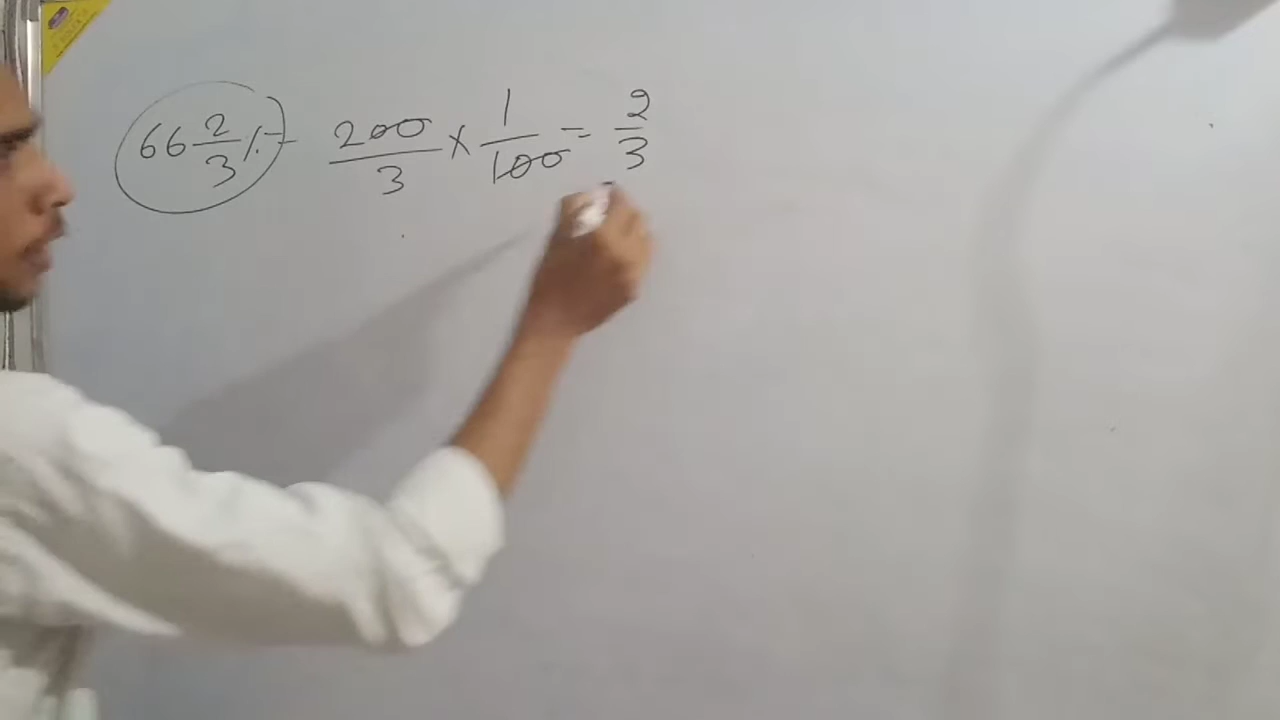 66 2/3 % = 200/3 × 1/100 = 2/3